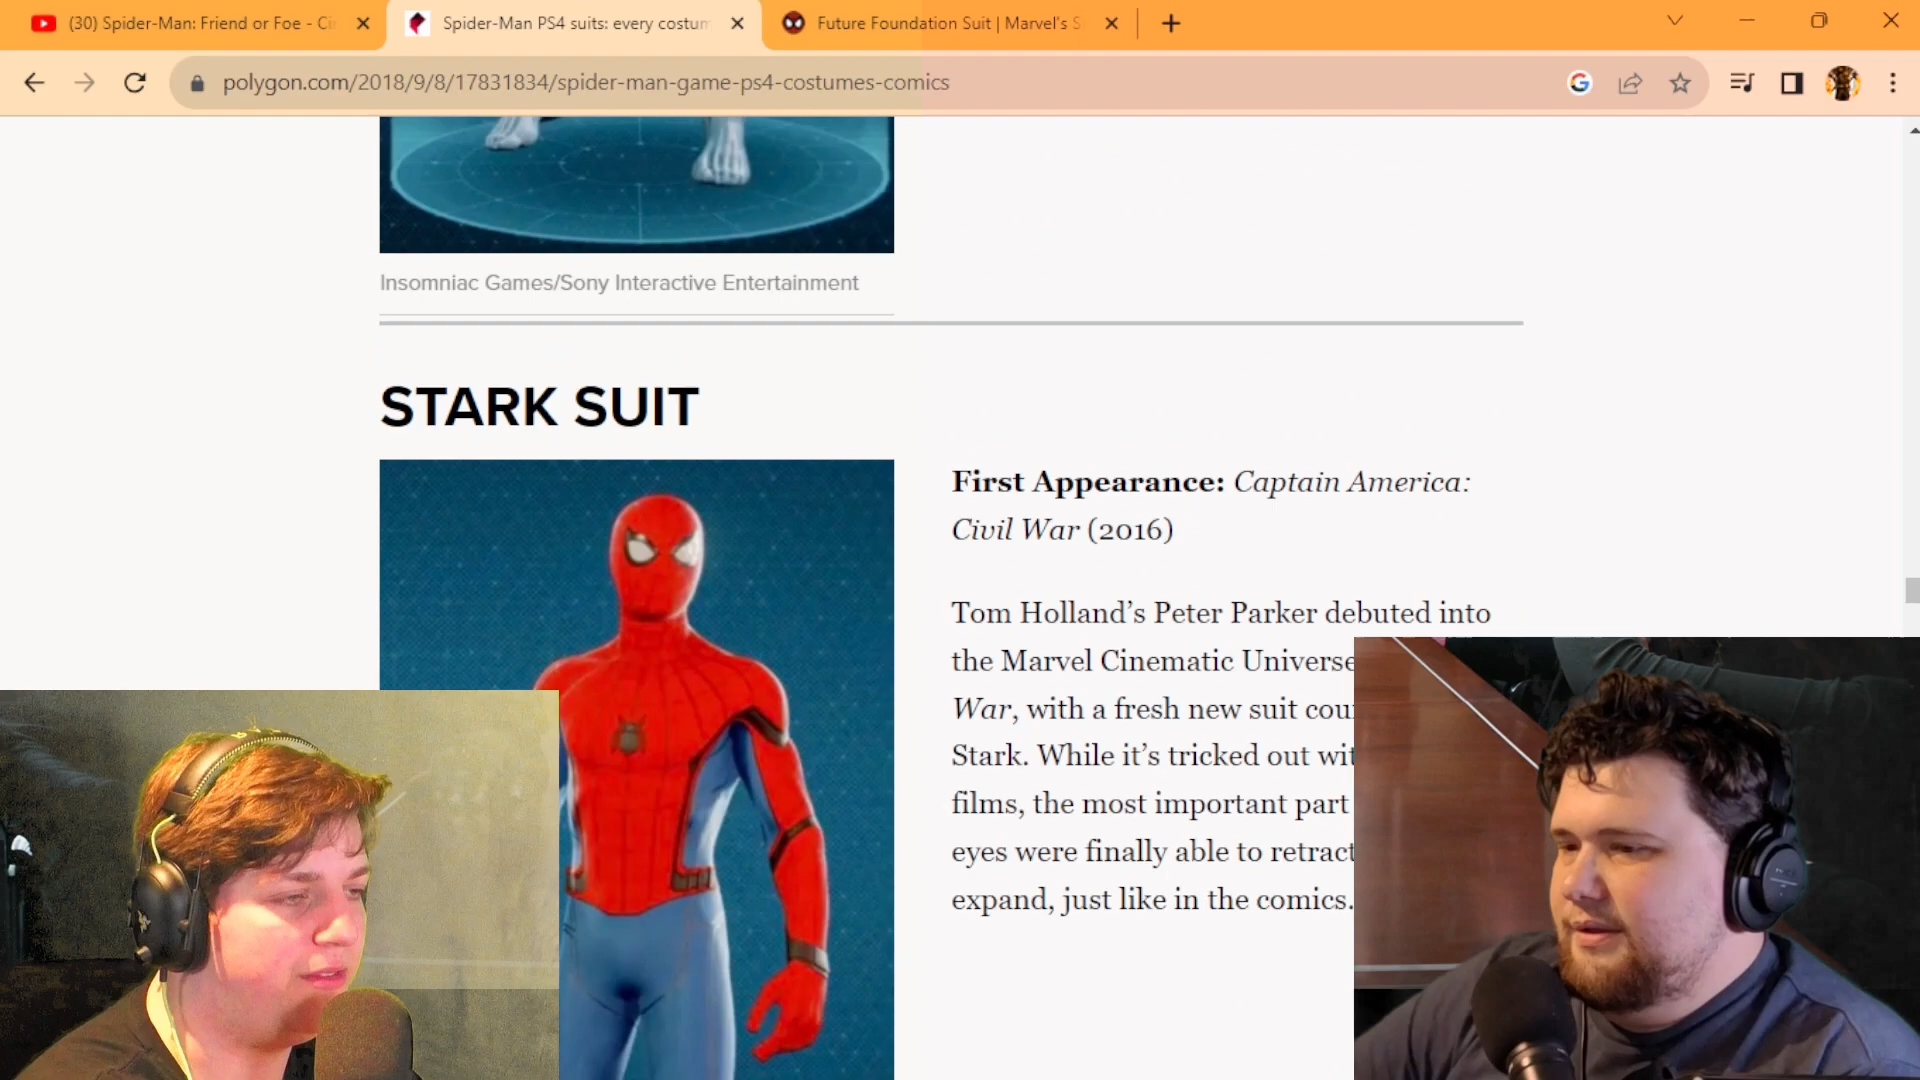 (30) Spider-Man: Friend or Foe - Ci
Spider-Man PS4 suits: every costum
Future Foundation Suit | Marvel's S
polygon.com/2018/9/8/17831834/spider-man-game-ps4-costumes-comics
Insomniac Games/Sony Interactive Entertainment
STARK SUIT
First Appearance: Captain America:
Civil War (2016)
Tom Holland’s Peter Parker debuted into
the Marvel Cinematic Universe
War, with a fresh new suit cou
Stark. While it’s tricked out wit
films, the most important part
eyes were finally able to retract
expand, just like in the comics.